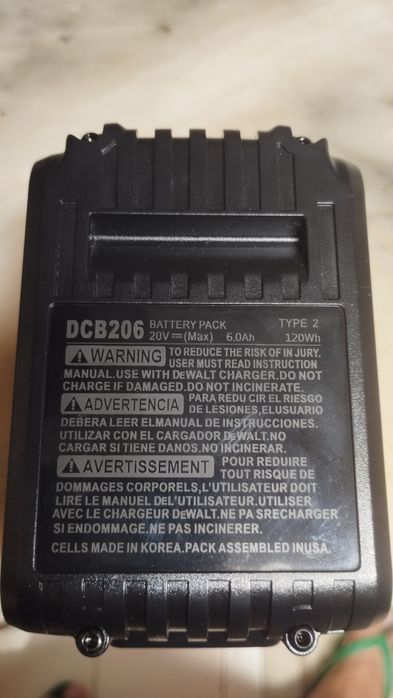 DCB206 BATTERY PACK TYPE 2
20V ⎓ (Max) 6.0Ah 120Wh
⚠ WARNING TO REDUCE THE RISK OF IN JURY.
USER MUST READ INSTRUCTION
MANUAL.USE WITH DEWALT CHARGER.DO NOT
CHARGE IF DAMAGED.DO NOT INCINERATE.
⚠ ADVERTENCIA PARA REDU CIR EL RIESGO
DE LESIONES,ELUSUARIO
DEBERA LEER ELMANUAL DE INSTRUCCIONES.
UTILIZAR CON EL CARGADOR DeWALT.NO
CARGAR SI TIENE DANOS.NO INCINERAR.
⚠ AVERTiSSEMENT POUR REDUIRE
TOUT RISQUE DE
DOMMAGES CORPORELS,L'UTILISATEUR DOIT
LIRE LE MANUEL DeL'UTILISATEUR.UTILISER
AVEC LE CHARGEUR DeWALT.NE PA SRECHARGER
SI ENDOMMAGE.NE PAS INCINERER.
CELLS MADE IN KOREA.PACK ASSEMBLED INUSA.